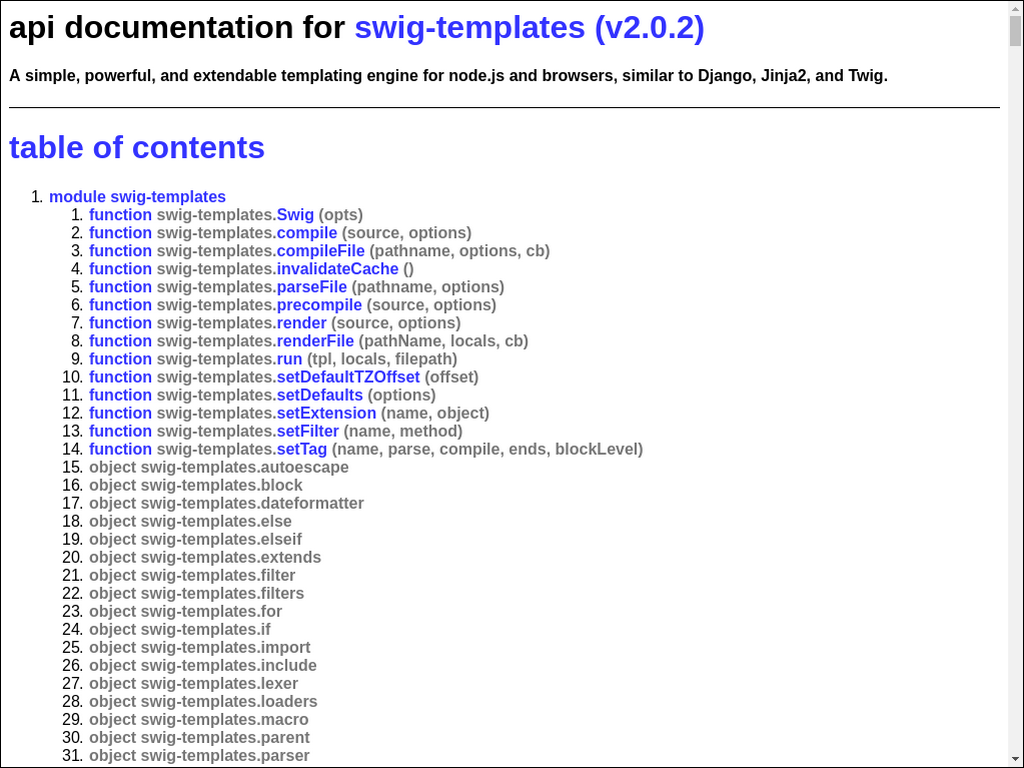 api documentation for swig-templates (v2.0.2)
A simple, powerful, and extendable templating engine for node.js and browsers, similar to Django, Jinja2, and Twig.
table of contents
1. module swig-templates
1. function swig-templates.Swig (opts)
2. function swig-templates.compile (source, options)
3. function swig-templates.compileFile (pathname, options, cb)
4. function swig-templates.invalidateCache ()
5. function swig-templates.parseFile (pathname, options)
6. function swig-templates.precompile (source, options)
7. function swig-templates.render (source, options)
8. function swig-templates.renderFile (pathName, locals, cb)
9. function swig-templates.run (tpl, locals, filepath)
10. function swig-templates.setDefaultTZOffset (offset)
11. function swig-templates.setDefaults (options)
12. function swig-templates.setExtension (name, object)
13. function swig-templates.setFilter (name, method)
14. function swig-templates.setTag (name, parse, compile, ends, blockLevel)
15. object swig-templates.autoescape
16. object swig-templates.block
17. object swig-templates.dateformatter
18. object swig-templates.else
19. object swig-templates.elseif
20. object swig-templates.extends
21. object swig-templates.filter
22. object swig-templates.filters
23. object swig-templates.for
24. object swig-templates.if
25. object swig-templates.import
26. object swig-templates.include
27. object swig-templates.lexer
28. object swig-templates.loaders
29. object swig-templates.macro
30. object swig-templates.parent
31. object swig-templates.parser